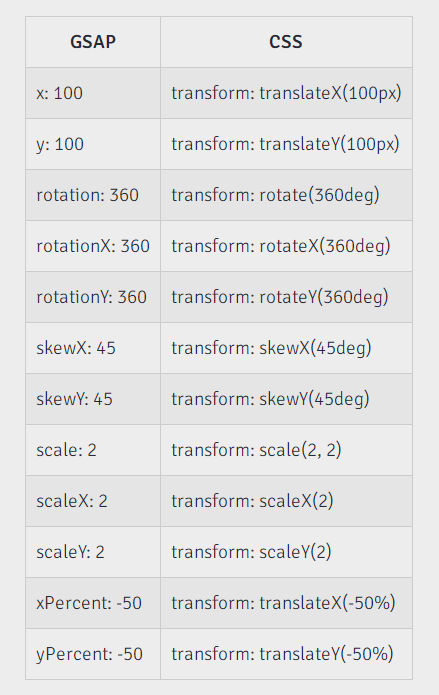 GSAP CSS
x: 100 transform: translateX(100px)
y: 100 transform: translateY(100px)
rotation: 360 transform: rotate(360deg)
rotationX: 360 transform: rotateX(360deg)
rotationY: 360 transform: rotateY(360deg)
skewX: 45 transform: skewX(45deg)
skewY: 45 transform: skewY(45deg)
scale: 2 transform: scale(2, 2)
scaleX: 2 transform: scaleX(2)
scaleY: 2 transform: scaleY(2)
xPercent: -50 transform: translateX(-50%)
yPercent: -50 transform: translateY(-50%)